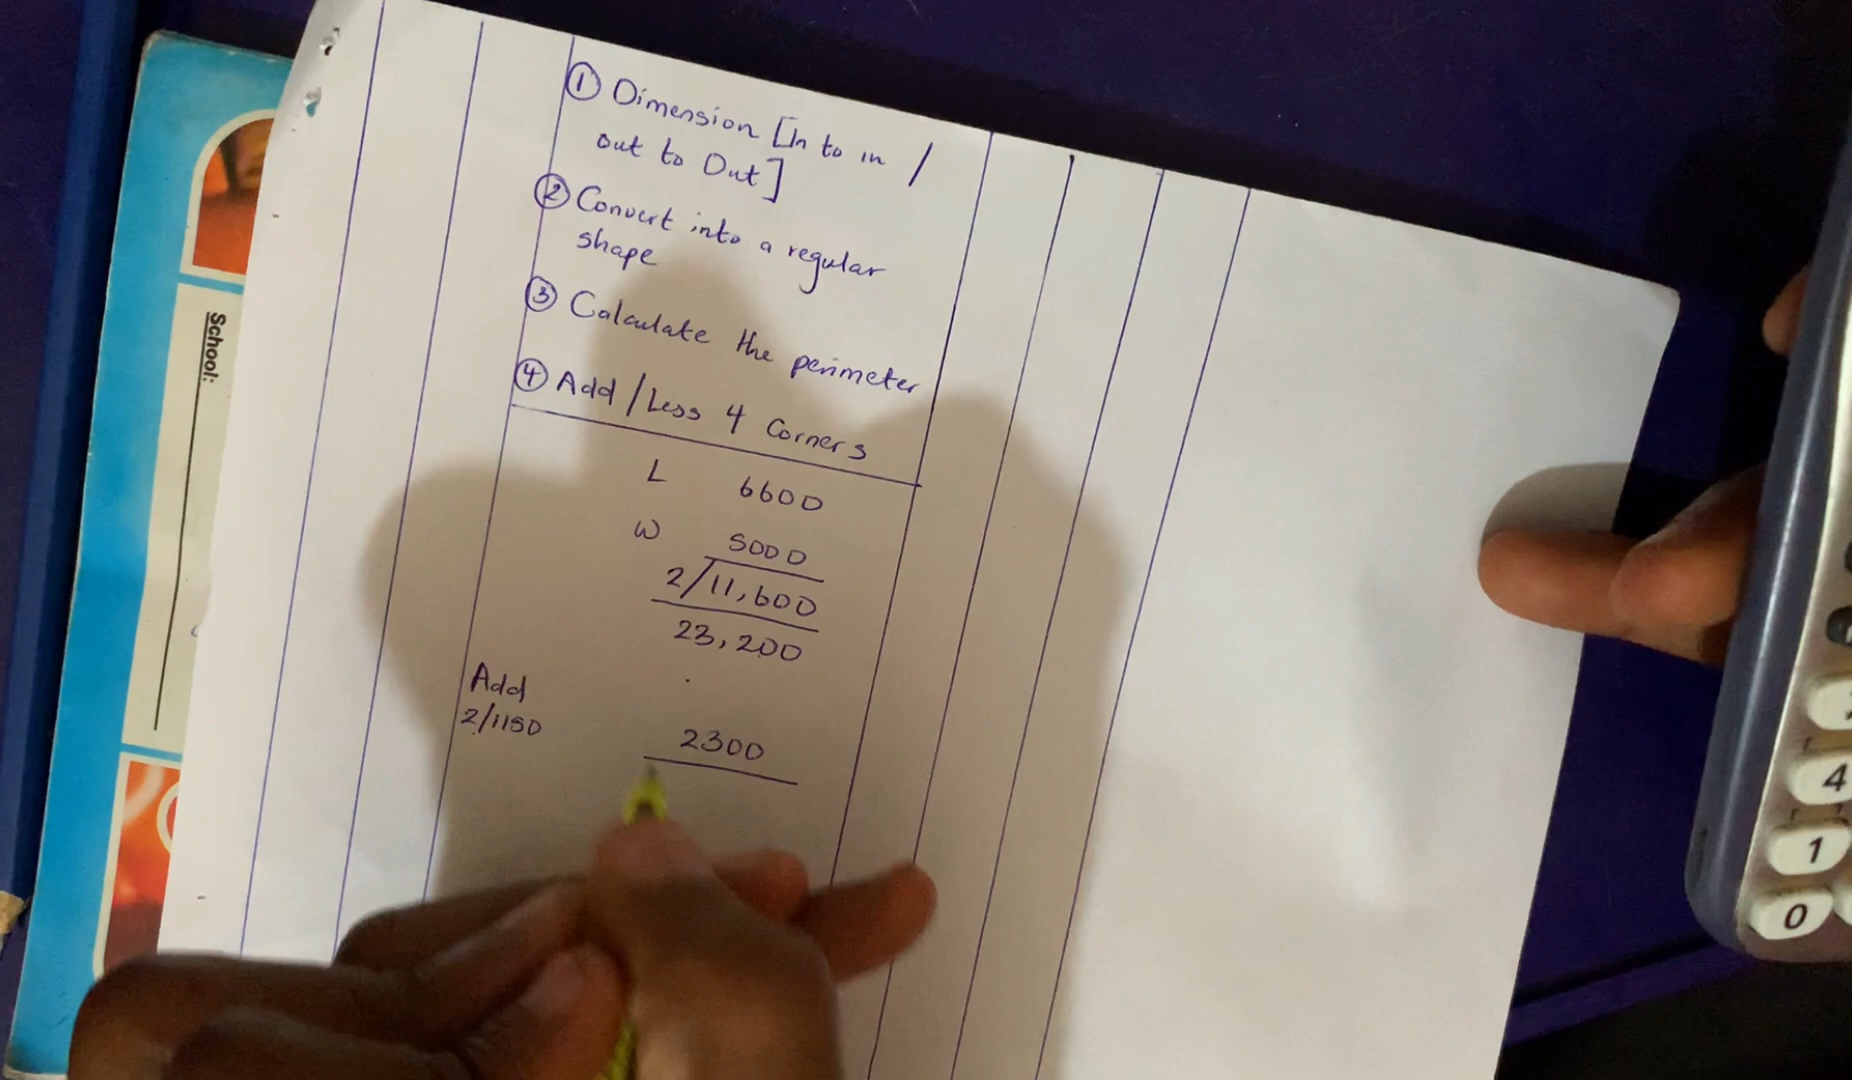 ① Dimension [In to in /
out to Out]
② Convert into a regular
shape
③ Calculate the perimeter
④ Add / Less 4 Corners
L 6600
W 5000
2/11,600
23,200
Add
2/1150 2300
School:
4
1
0